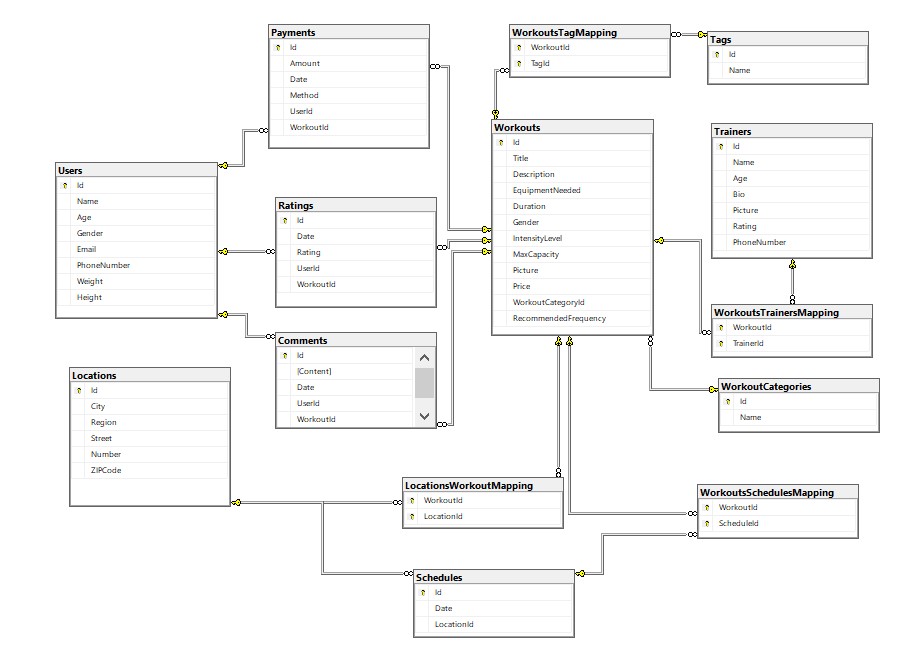 Payments
Id
Amount
Date
Method
UserId
WorkoutId
WorkoutsTagMapping
WorkoutId
TagId
Tags
Id
Name
Users
Id
Name
Age
Gender
Email
PhoneNumber
Weight
Height
Ratings
Id
Date
Rating
UserId
WorkoutId
Workouts
Id
Title
Description
EquipmentNeeded
Duration
Gender
IntensityLevel
MaxCapacity
Picture
Price
WorkoutCategoryId
RecommendedFrequency
Trainers
Id
Name
Age
Bio
Picture
Rating
PhoneNumber
WorkoutsTrainersMapping
WorkoutId
TrainerId
Comments
Id
[Content]
Date
UserId
WorkoutId
Locations
Id
City
Region
Street
Number
ZIPCode
WorkoutCategories
Id
Name
LocationsWorkoutMapping
WorkoutId
LocationId
WorkoutsSchedulesMapping
WorkoutId
ScheduleId
Schedules
Id
Date
LocationId